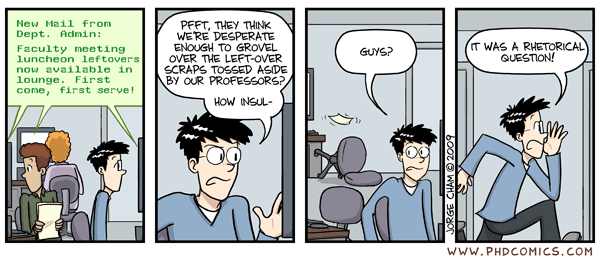 New Mail from
Dept. Admin:
Faculty meeting
luncheon leftovers
now available in
lounge. First
come, first serve!
PFFT, THEY THINK
WE'RE DESPERATE
ENOUGH TO GROVEL
OVER THE LEFT-OVER
SCRAPS TOSSED ASIDE
BY OUR PROFESSORS?
HOW INSUL-
GUYS?
IT WAS A RHETORICAL
QUESTION!
JORGE CHAM © 2009
WWW.PHDCOMICS.COM